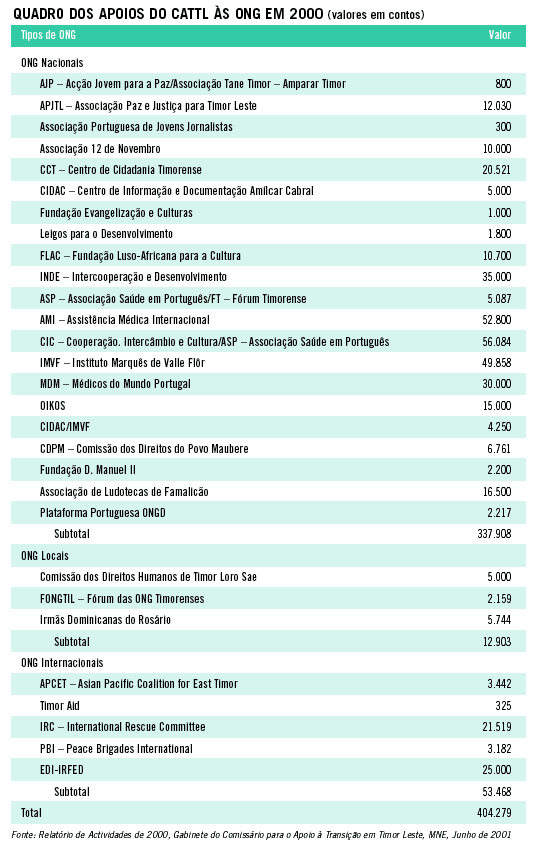 QUADRO DOS APOIOS DO CATTL ÀS ONG EM 2000 (valores em contos)
Tipos de ONG Valor
ONG Nacionais
AJP – Acção Jovem para a Paz/Associação Tane Timor – Amparar Timor 800
APJTL – Associação Paz e Justiça para Timor Leste 12.030
Associação Portuguesa de Jovens Jornalistas 300
Associação 12 de Novembro 10.000
CCT – Centro de Cidadania Timorense 20.521
CIDAC – Centro de Informação e Documentação Amílcar Cabral 5.000
Fundação Evangelização e Culturas 1.000
Leigos para o Desenvolvimento 1.800
FLAC – Fundação Luso-Africana para a Cultura 10.700
INDE – Intercooperação e Desenvolvimento 35.000
ASP – Associação Saúde em Português/FT – Fórum Timorense 5.087
AMI – Assistência Médica Internacional 52.800
CIC – Cooperação. Intercâmbio e Cultura/ASP – Associação Saúde em Português 56.084
IMVF – Instituto Marquês de Valle Flôr 49.858
MDM – Médicos do Mundo Portugal 30.000
OIKOS 15.000
CIDAC/IMVF 4.250
CDPM – Comissão dos Direitos do Povo Maubere 6.761
Fundação D. Manuel II 2.200
Associação de Ludotecas de Famalicão 16.500
Plataforma Portuguesa ONGD 2.217
Subtotal 337.908
ONG Locais
Comissão dos Direitos Humanos de Timor Loro Sae 5.000
FONGTIL – Fórum das ONG Timorenses 2.159
Irmãs Dominicanas do Rosário 5.744
Subtotal 12.903
ONG Internacionais
APCET – Asian Pacific Coalition for East Timor 3.442
Timor Aid 325
IRC – International Rescue Committee 21.519
PBI – Peace Brigades International 3.182
EDI-IRFED 25.000
Subtotal 53.468
Total 404.279
Fonte: Relatório de Actividades de 2000, Gabinete do Comissário para o Apoio à Transição em Timor Leste, MNE, Junho de 2001